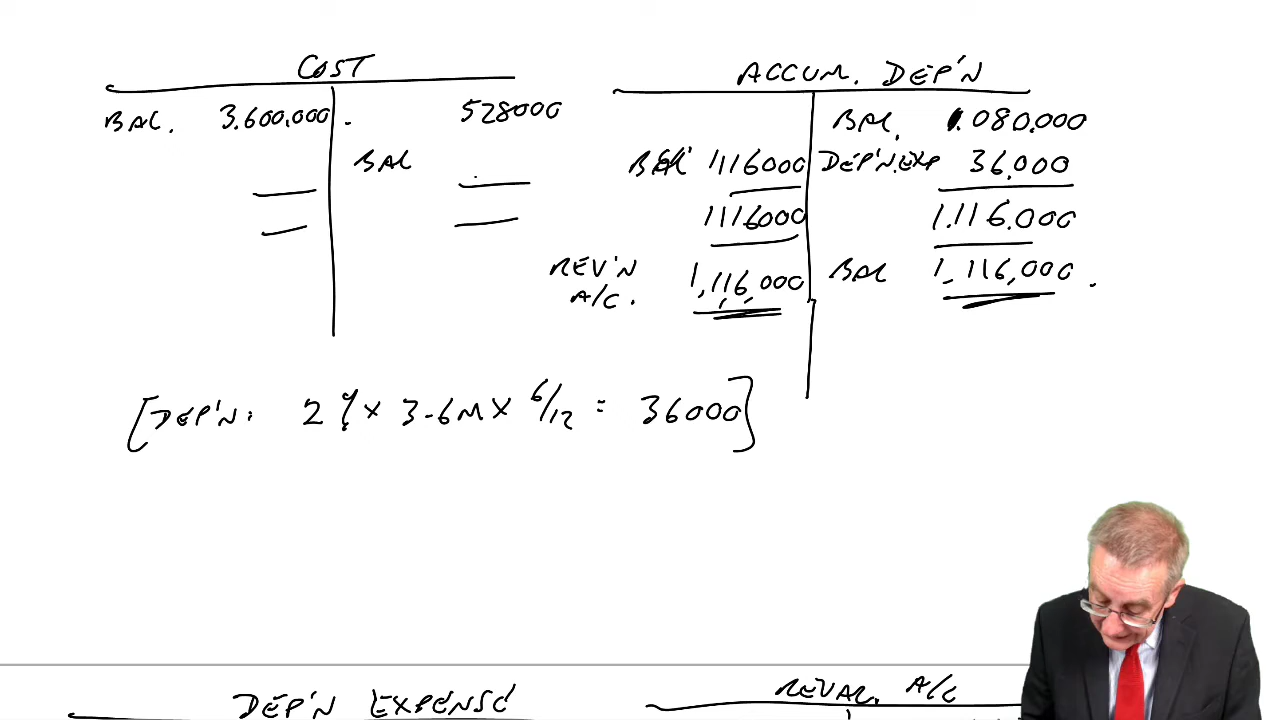 COST
BAL. 3.600.000 . 528000
BAL
ACCUM. DEP'N
BAL. 1.080.000
BAL 1116000 DEP'N.EXP 36,000
1116000 1.116.000
REV'N A/C. 1,116,000 BAL 1,116,000 .
[DEP'N: 2% x 3.6M x 6/12 = 36000]
DEP'N EXPENSE
REVAL. A/C